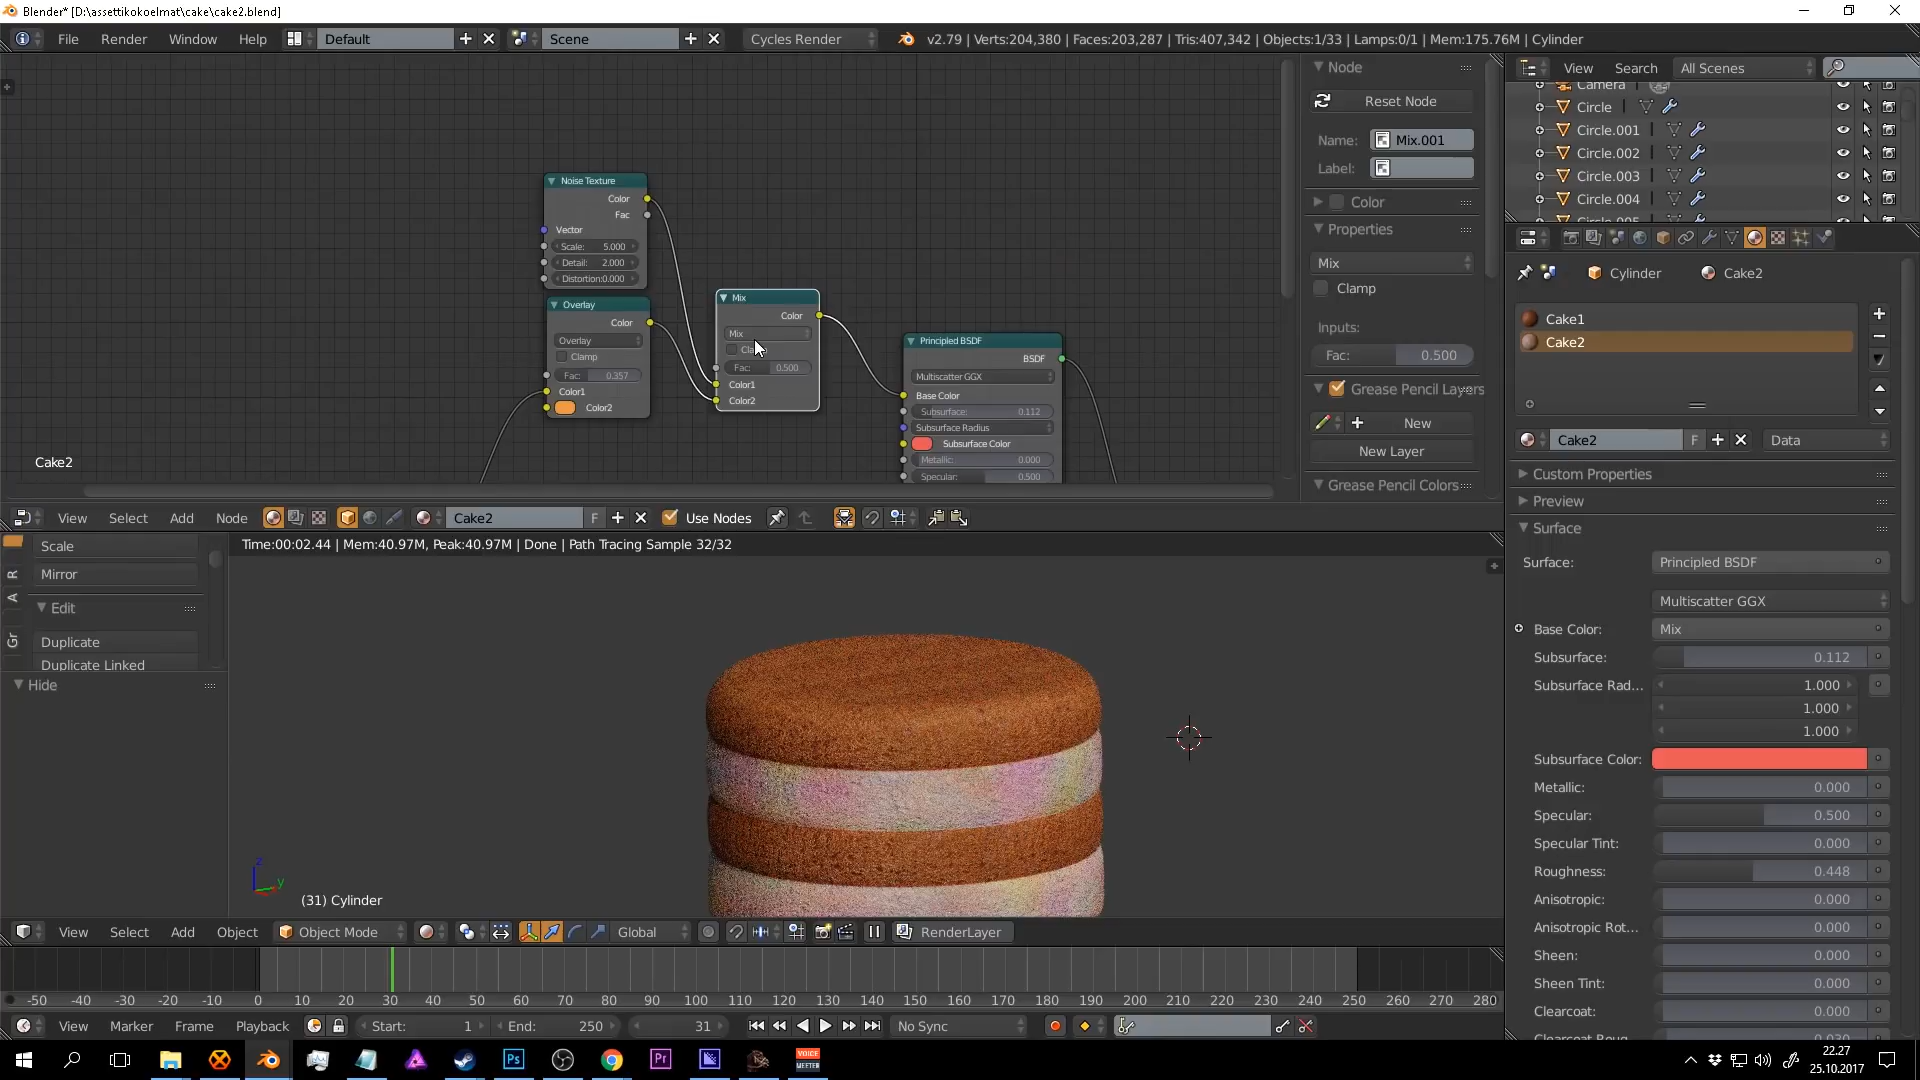 Blender* [D:\assettikokoelmat\cake\cake2.blend]
File Render Window Help Default Scene Cycles Render v2.79 | Verts:204,380 | Faces:203,287 | Tris:407,342 | Objects:1/33 | Lamps:0/1 | Mem:175.76M | Cylinder
Noise Texture
Color
Fac
Vector
Scale: 5.000
Detail: 2.000
Distortion:0.000
Overlay
Color
Overlay
Clamp
Fac: 0.357
Color1
Color2
Mix
Color
Mix
Fac: 0.500
Color1
Color2
Principled BSDF
BSDF
Multiscatter GGX
Base Color
Subsurface: 0.112
Subsurface Radius
Subsurface Color
Metallic: 0.000
Specular: 0.500
Cake2
Node
Reset Node
Name: Mix.001
Label:
Color
Properties
Mix
Clamp
Inputs:
Fac: 0.500
Grease Pencil Layers
New
New Layer
Grease Pencil Colors
View Search All Scenes
Camera
Circle
Circle.001
Circle.002
Circle.003
Circle.004
Circle.005
Cylinder Cake2
Cake1
Cake2
Cake2 F Data
Custom Properties
Preview
Surface
Surface: Principled BSDF
Multiscatter GGX
Base Color: Mix
Subsurface: 0.112
Subsurface Rad... 1.000
1.000
1.000
Subsurface Color:
Metallic: 0.000
Specular: 0.500
Specular Tint: 0.000
Roughness: 0.448
Anisotropic: 0.000
Anisotropic Rot... 0.000
Sheen: 0.000
Sheen Tint: 0.000
Clearcoat: 0.000
View Select Add Node Cake2 F Use Nodes
Scale
Mirror
Edit
Duplicate
Duplicate Linked
Hide
R
A
Gr
Time:00:02.44 | Mem:40.97M, Peak:40.97M | Done | Path Tracing Sample 32/32
z
y
(31) Cylinder
View Select Add Object Object Mode Global RenderLayer
-50 -40 -30 -20 -10 0 10 20 30 40 50 60 70 80 90 100 110 120 130 140 150 160 170 180 190 200 210 220 230 240 250 260 270 280
View Marker Frame Playback Start: 1 End: 250 31 No Sync
Ps Pr VOICE MEETER
22.27
25.10.2017